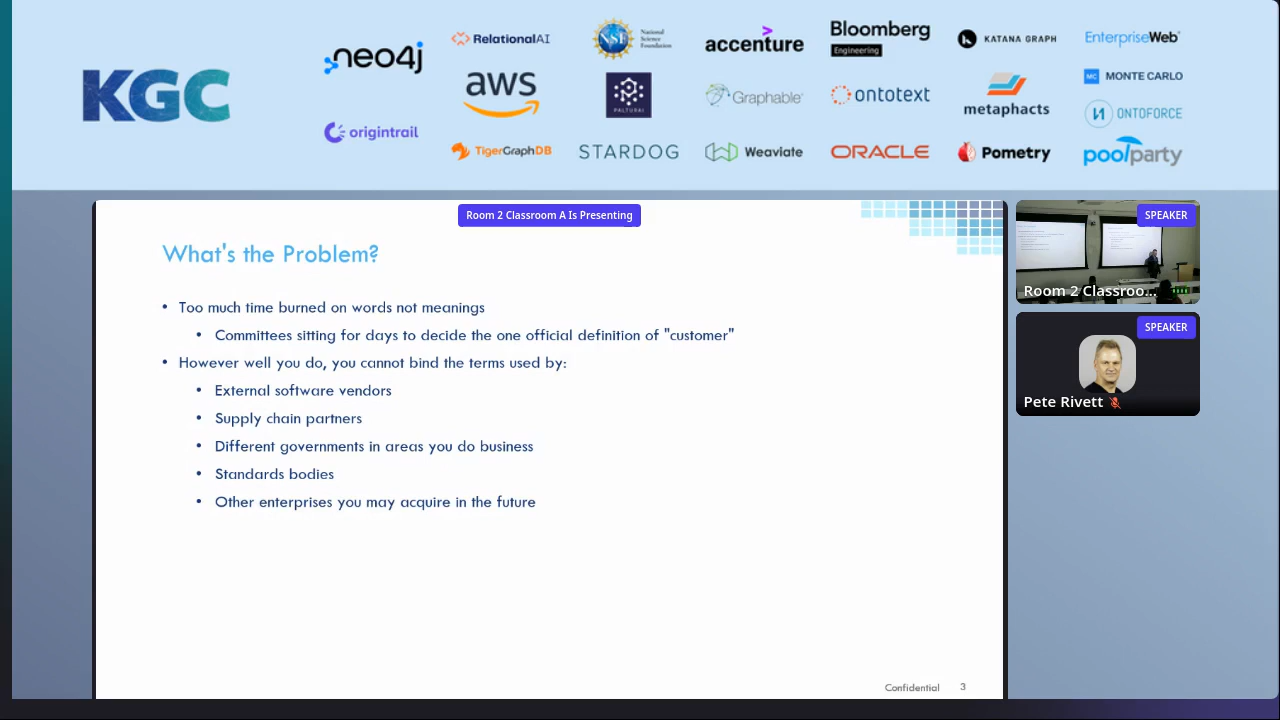 KGC
neo4j
origintrail
RelationalAI
aws
TigerGraphDB
NSF
National
Science
Foundation
PALTURAI
STARDOG
accenture
Graphable
Weaviate
Bloomberg
Engineering
ontotext
ORACLE
KATANA GRAPH
metaphacts
Pometry
EnterpriseWeb
MC MONTE CARLO
ONTOFORCE
poolparty
Room 2 Classroom A Is Presenting
What's the Problem?
• Too much time burned on words not meanings
• Committees sitting for days to decide the one official definition of "customer"
• However well you do, you cannot bind the terms used by:
• External software vendors
• Supply chain partners
• Different governments in areas you do business
• Standards bodies
• Other enterprises you may acquire in the future
Confidential 3
SPEAKER
Room 2 Classroo...
SPEAKER
Pete Rivett